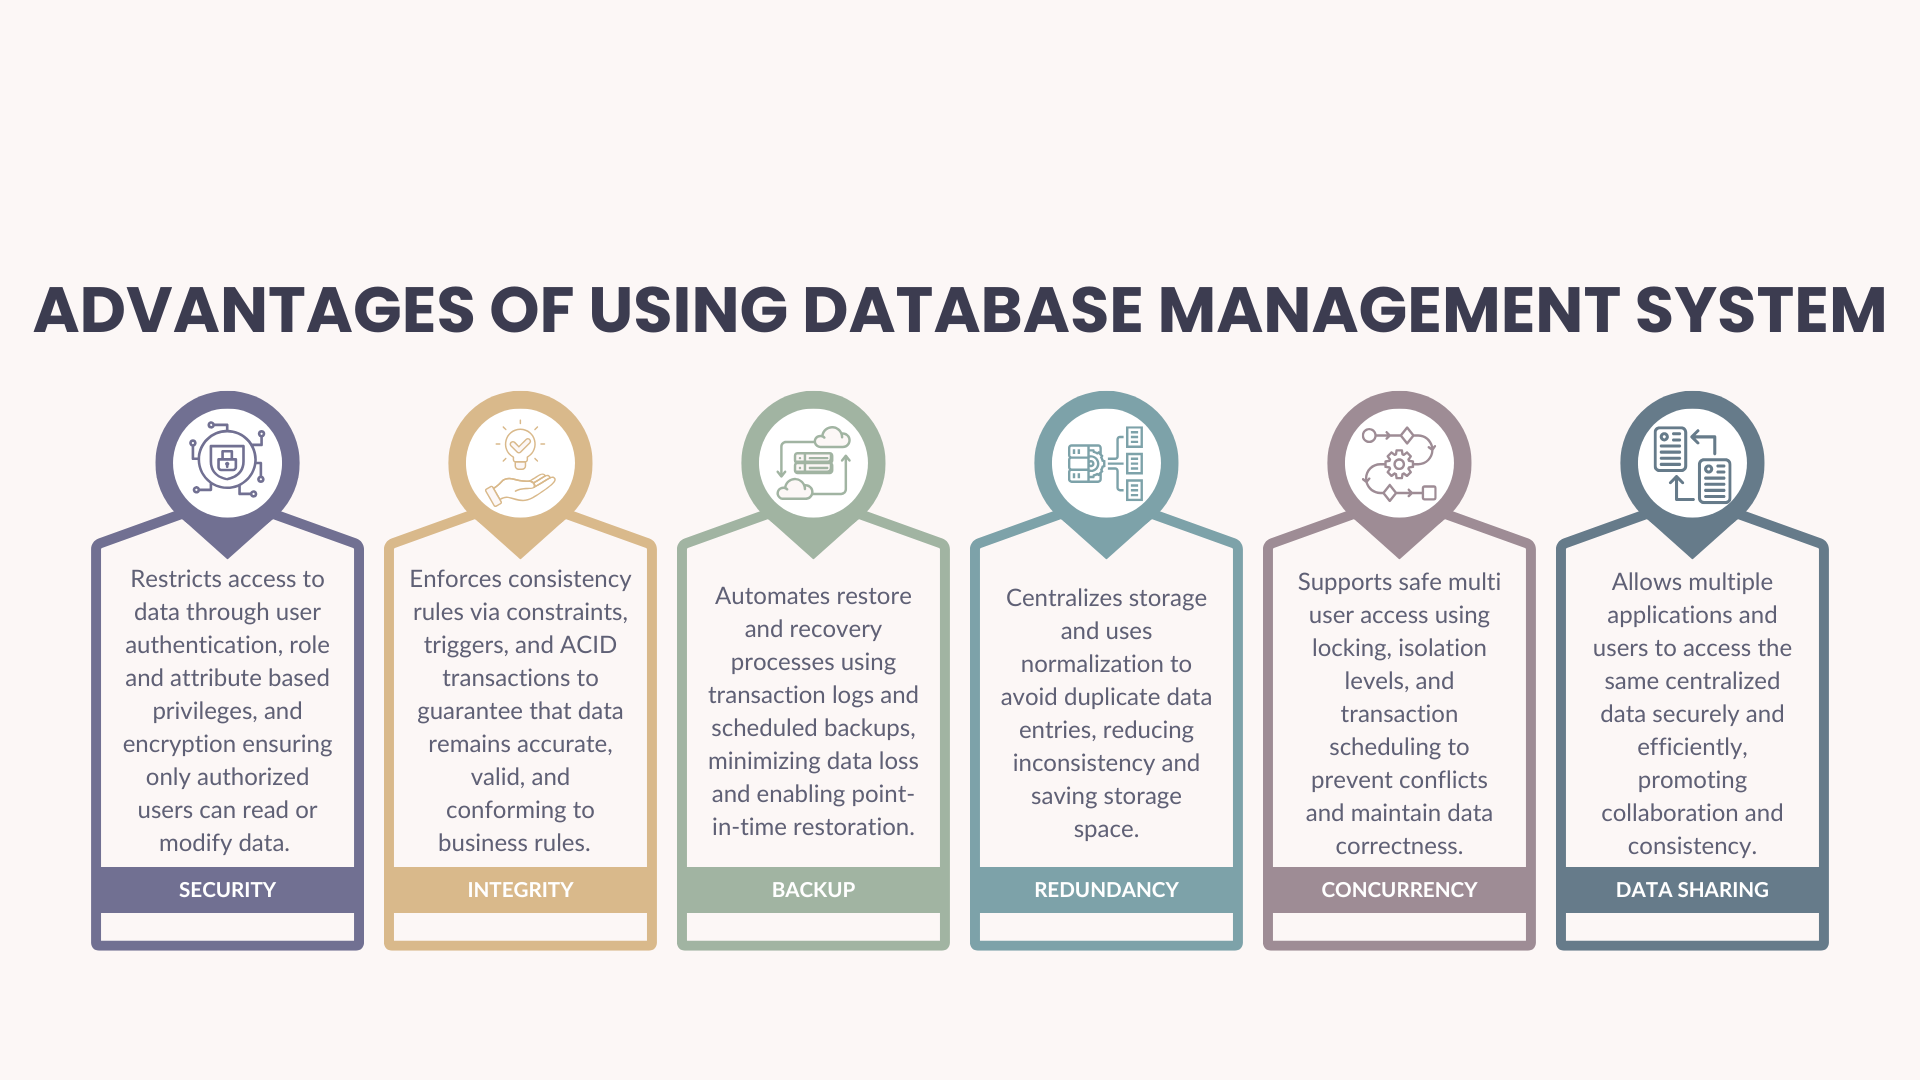 ADVANTAGES OF USING DATABASE MANAGEMENT SYSTEM
Restricts access to
data through user
authentication, role
and attribute based
privileges, and
encryption ensuring
only authorized
users can read or
modify data.
SECURITY
Enforces consistency
rules via constraints,
triggers, and ACID
transactions to
guarantee that data
remains accurate,
valid, and
conforming to
business rules.
INTEGRITY
Automates restore
and recovery
processes using
transaction logs and
scheduled backups,
minimizing data loss
and enabling point-
in-time restoration.
BACKUP
Centralizes storage
and uses
normalization to
avoid duplicate data
entries, reducing
inconsistency and
saving storage
space.
REDUNDANCY
Supports safe multi
user access using
locking, isolation
levels, and
transaction
scheduling to
prevent conflicts
and maintain data
correctness.
CONCURRENCY
Allows multiple
applications and
users to access the
same centralized
data securely and
efficiently,
promoting
collaboration and
consistency.
DATA SHARING